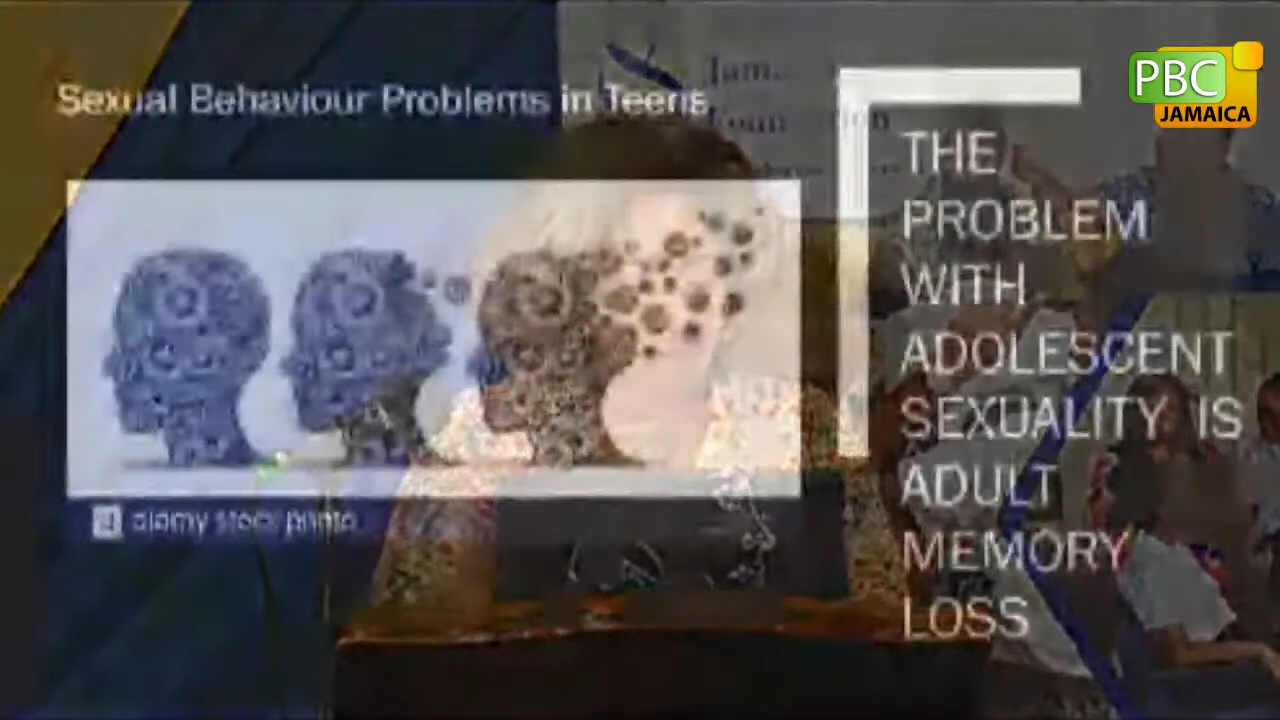 Sexual Behaviour Problems in Teens
PBC
JAMAICA
THE
PROBLEM
WITH
ADOLESCENT
SEXUALITY IS
ADULT
MEMORY
LOSS
alamy stock photo